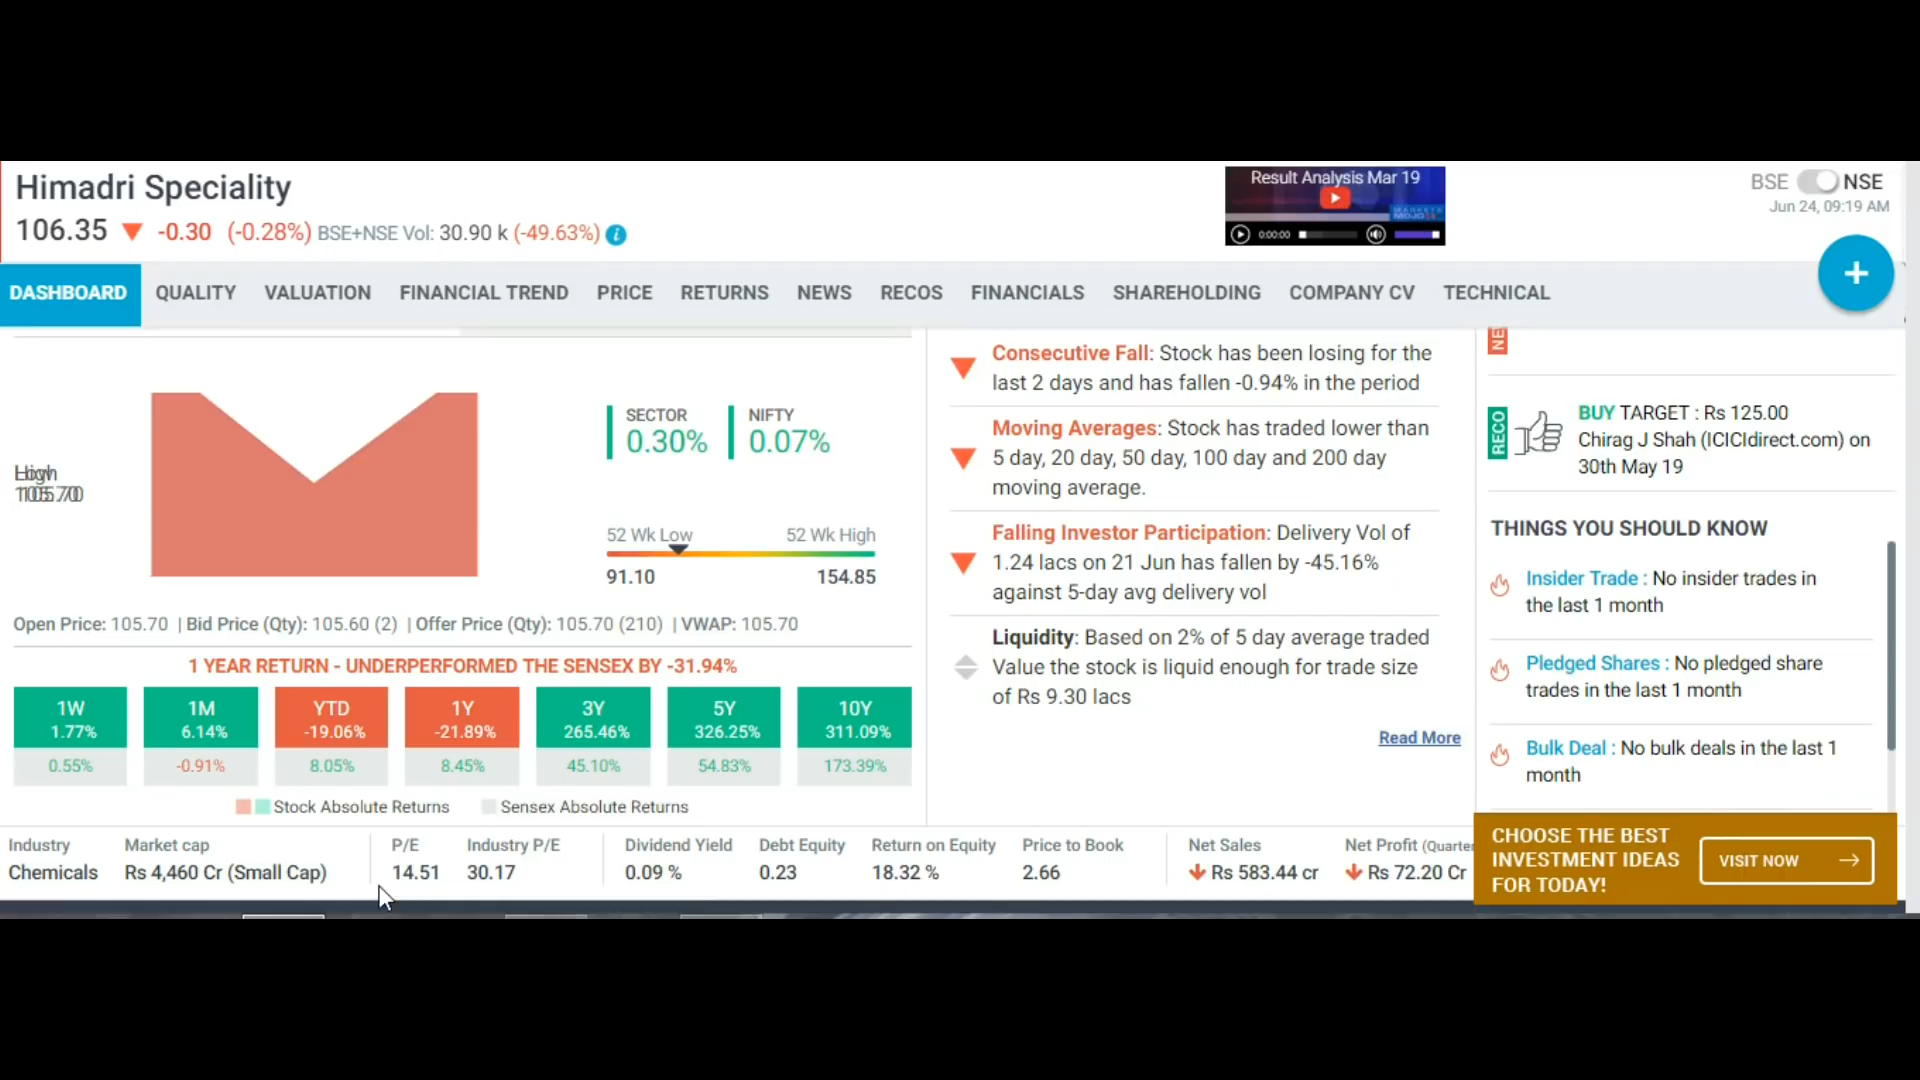 Himadri Speciality
106.35 -0.30 (-0.28%) BSE+NSE Vol: 30.90 k (-49.63%)
Result Analysis Mar 19
0:00:00
BSE NSE
Jun 24, 09:19 AM
DASHBOARD QUALITY VALUATION FINANCIAL TREND PRICE RETURNS NEWS RECOS FINANCIALS SHAREHOLDING COMPANY CV TECHNICAL
+
105.70
SECTOR
0.30%
NIFTY
0.07%
52 Wk Low 52 Wk High
91.10 154.85
Open Price: 105.70 | Bid Price (Qty): 105.60 (2) | Offer Price (Qty): 105.70 (210) | VWAP: 105.70
1 YEAR RETURN - UNDERPERFORMED THE SENSEX BY -31.94%
1W 1M YTD 1Y 3Y 5Y 10Y
1.77% 6.14% -19.06% -21.89% 265.46% 326.25% 311.09%
0.55% -0.91% 8.05% 8.45% 45.10% 54.83% 173.39%
Stock Absolute Returns Sensex Absolute Returns
Consecutive Fall: Stock has been losing for the
last 2 days and has fallen -0.94% in the period
Moving Averages: Stock has traded lower than
5 day, 20 day, 50 day, 100 day and 200 day
moving average.
Falling Investor Participation: Delivery Vol of
1.24 lacs on 21 Jun has fallen by -45.16%
against 5-day avg delivery vol
Liquidity: Based on 2% of 5 day average traded
Value the stock is liquid enough for trade size
of Rs 9.30 lacs
Read More
NE
RECO
BUY TARGET : Rs 125.00
Chirag J Shah (ICICIdirect.com) on
30th May 19
THINGS YOU SHOULD KNOW
Insider Trade : No insider trades in
the last 1 month
Pledged Shares : No pledged share
trades in the last 1 month
Bulk Deal : No bulk deals in the last 1
month
Industry Market cap P/E Industry P/E Dividend Yield Debt Equity Return on Equity Price to Book Net Sales Net Profit (Quarte
Chemicals Rs 4,460 Cr (Small Cap) 14.51 30.17 0.09 % 0.23 18.32 % 2.66 Rs 583.44 cr Rs 72.20 Cr
CHOOSE THE BEST
INVESTMENT IDEAS
FOR TODAY!
VISIT NOW